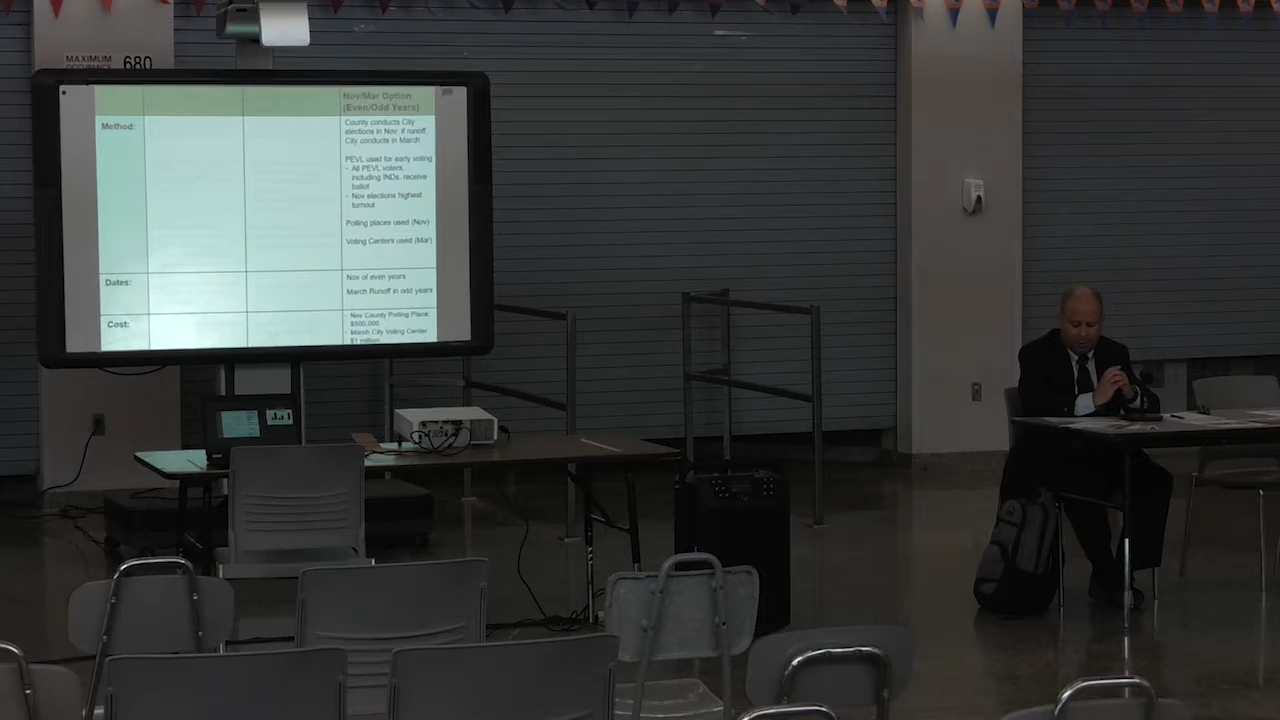 MAXIMUM
OCCUPANCY 680
Nov/Mar Option
(Even/Odd Years)
Method:
County conducts City
elections in Nov. if runoff,
City conducts in March
PEVL used for early voting
- All PEVL voters,
including INDs, receive
ballot
- Nov elections highest
turnout
Polling places used (Nov)
Voting Centers used (Mar)
Dates:
Nov of even years
March Runoff in odd years
Cost:
- Nov County Polling Place:
$500,000
- March City Voting Center
$1 million